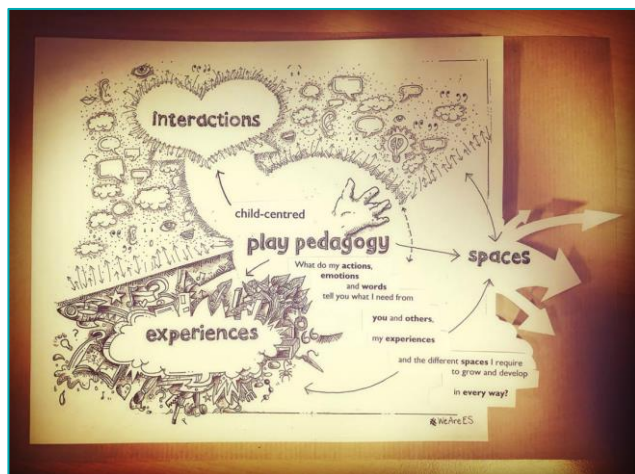 interactions
child-centred
play pedagogy
spaces
What do my actions,
emotions
and words
tell you what I need from
you and others,
my experiences
and the different spaces I require
to grow and develop
in every way?
experiences
WeAreES